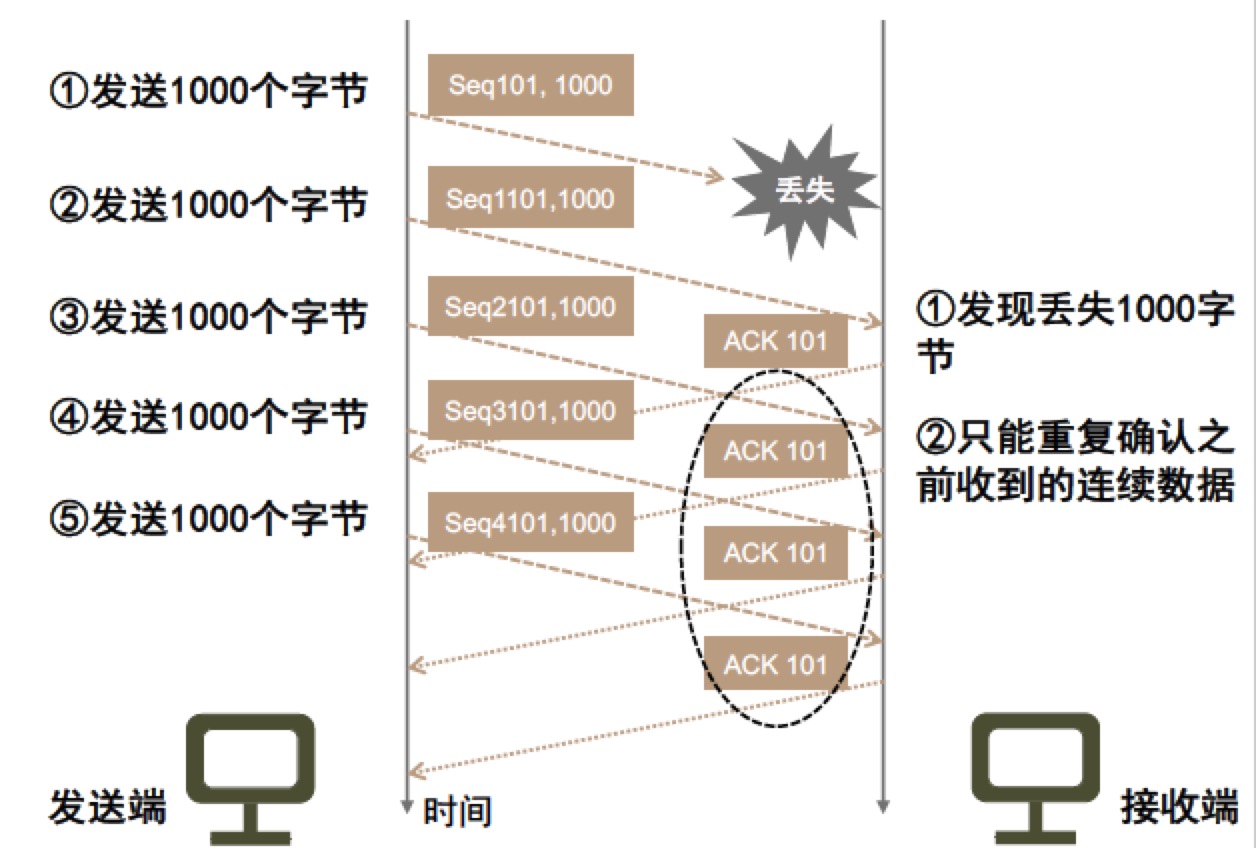 ①发送1000个字节
Seq101, 1000
丢失
②发送1000个字节
Seq1101,1000
③发送1000个字节
Seq2101,1000
①发现丢失1000字
节
ACK 101
④发送1000个字节
Seq3101,1000
②只能重复确认之
前收到的连续数据
ACK 101
⑤发送1000个字节
Seq4101,1000
ACK 101
ACK 101
发送端
时间
接收端